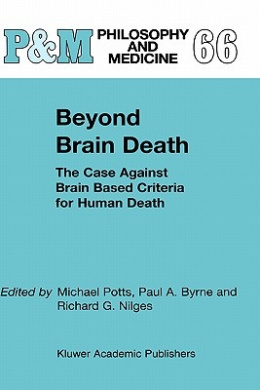 P&M PHILOSOPHY AND MEDICINE 66
Beyond
Brain Death
The Case Against
Brain Based Criteria
for Human Death
Edited by Michael Potts, Paul A. Byrne and
Richard G. Nilges
Kluwer Academic Publishers